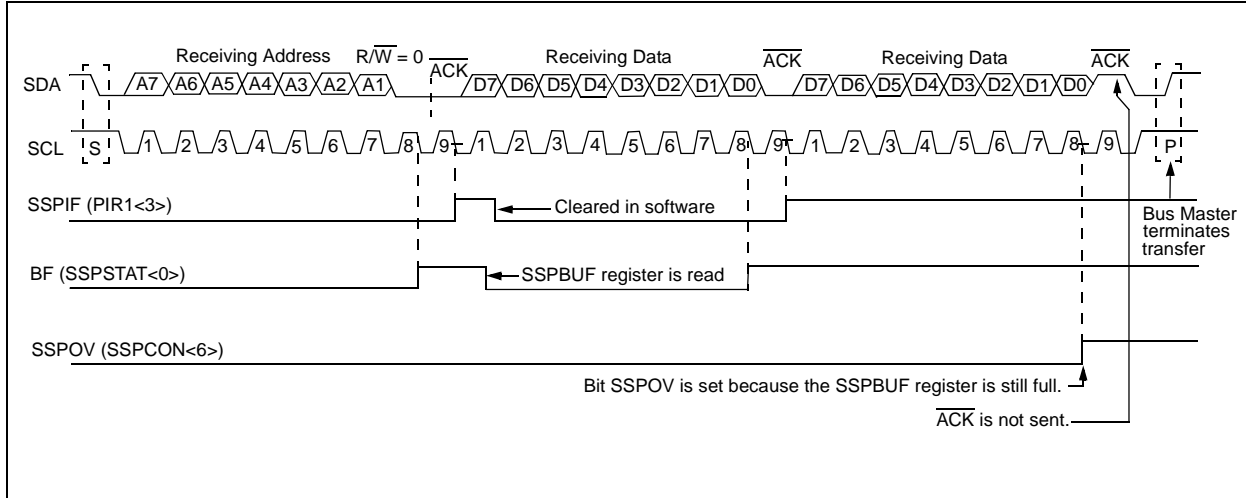 Receiving Address R/W̅ = 0 A̅C̅K̅ Receiving Data A̅C̅K̅ Receiving Data A̅C̅K̅
SDA A7 A6 A5 A4 A3 A2 A1 D7 D6 D5 D4 D3 D2 D1 D0 D7 D6 D5 D4 D3 D2 D1 D0
SCL S 1 2 3 4 5 6 7 8 9 1 2 3 4 5 6 7 8 9 1 2 3 4 5 6 7 8 9 P
SSPIF (PIR1<3>)
Cleared in software
Bus Master
terminates
transfer
BF (SSPSTAT<0>)
SSPBUF register is read
SSPOV (SSPCON<6>)
Bit SSPOV is set because the SSPBUF register is still full.
A̅C̅K̅ is not sent.